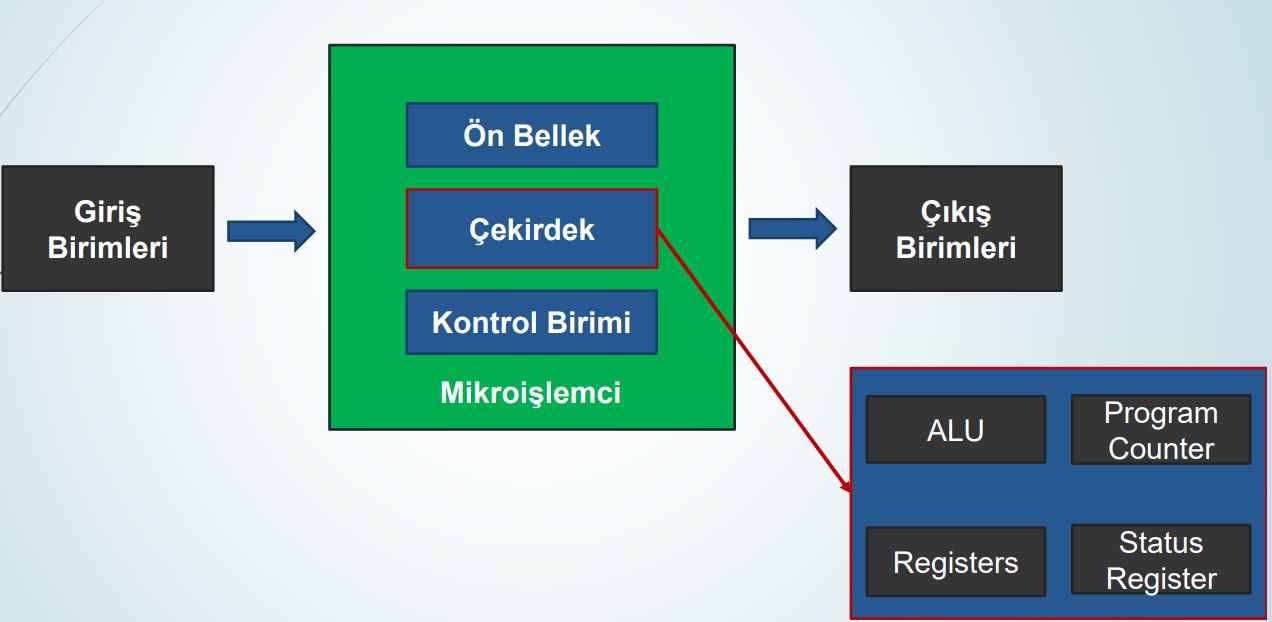 Ön Bellek
Giriş
Birimleri
Çekirdek
Çıkış
Birimleri
Kontrol Birimi
Mikroişlemci
ALU
Program
Counter
Registers
Status
Register